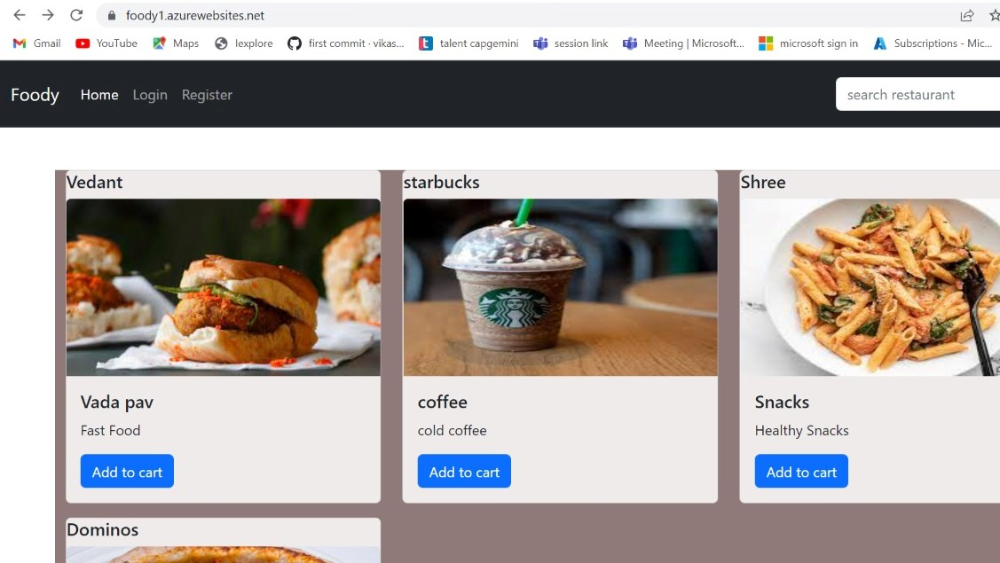 foody1.azurewebsites.net
Gmail YouTube Maps lexplore first commit · vikas... talent capgemini session link Meeting | Microsoft... microsoft sign in Subscriptions - Mic...
Foody Home Login Register search restaurant
Vedant starbucks Shree
Vada pav coffee Snacks
Fast Food cold coffee Healthy Snacks
Add to cart Add to cart Add to cart
Dominos